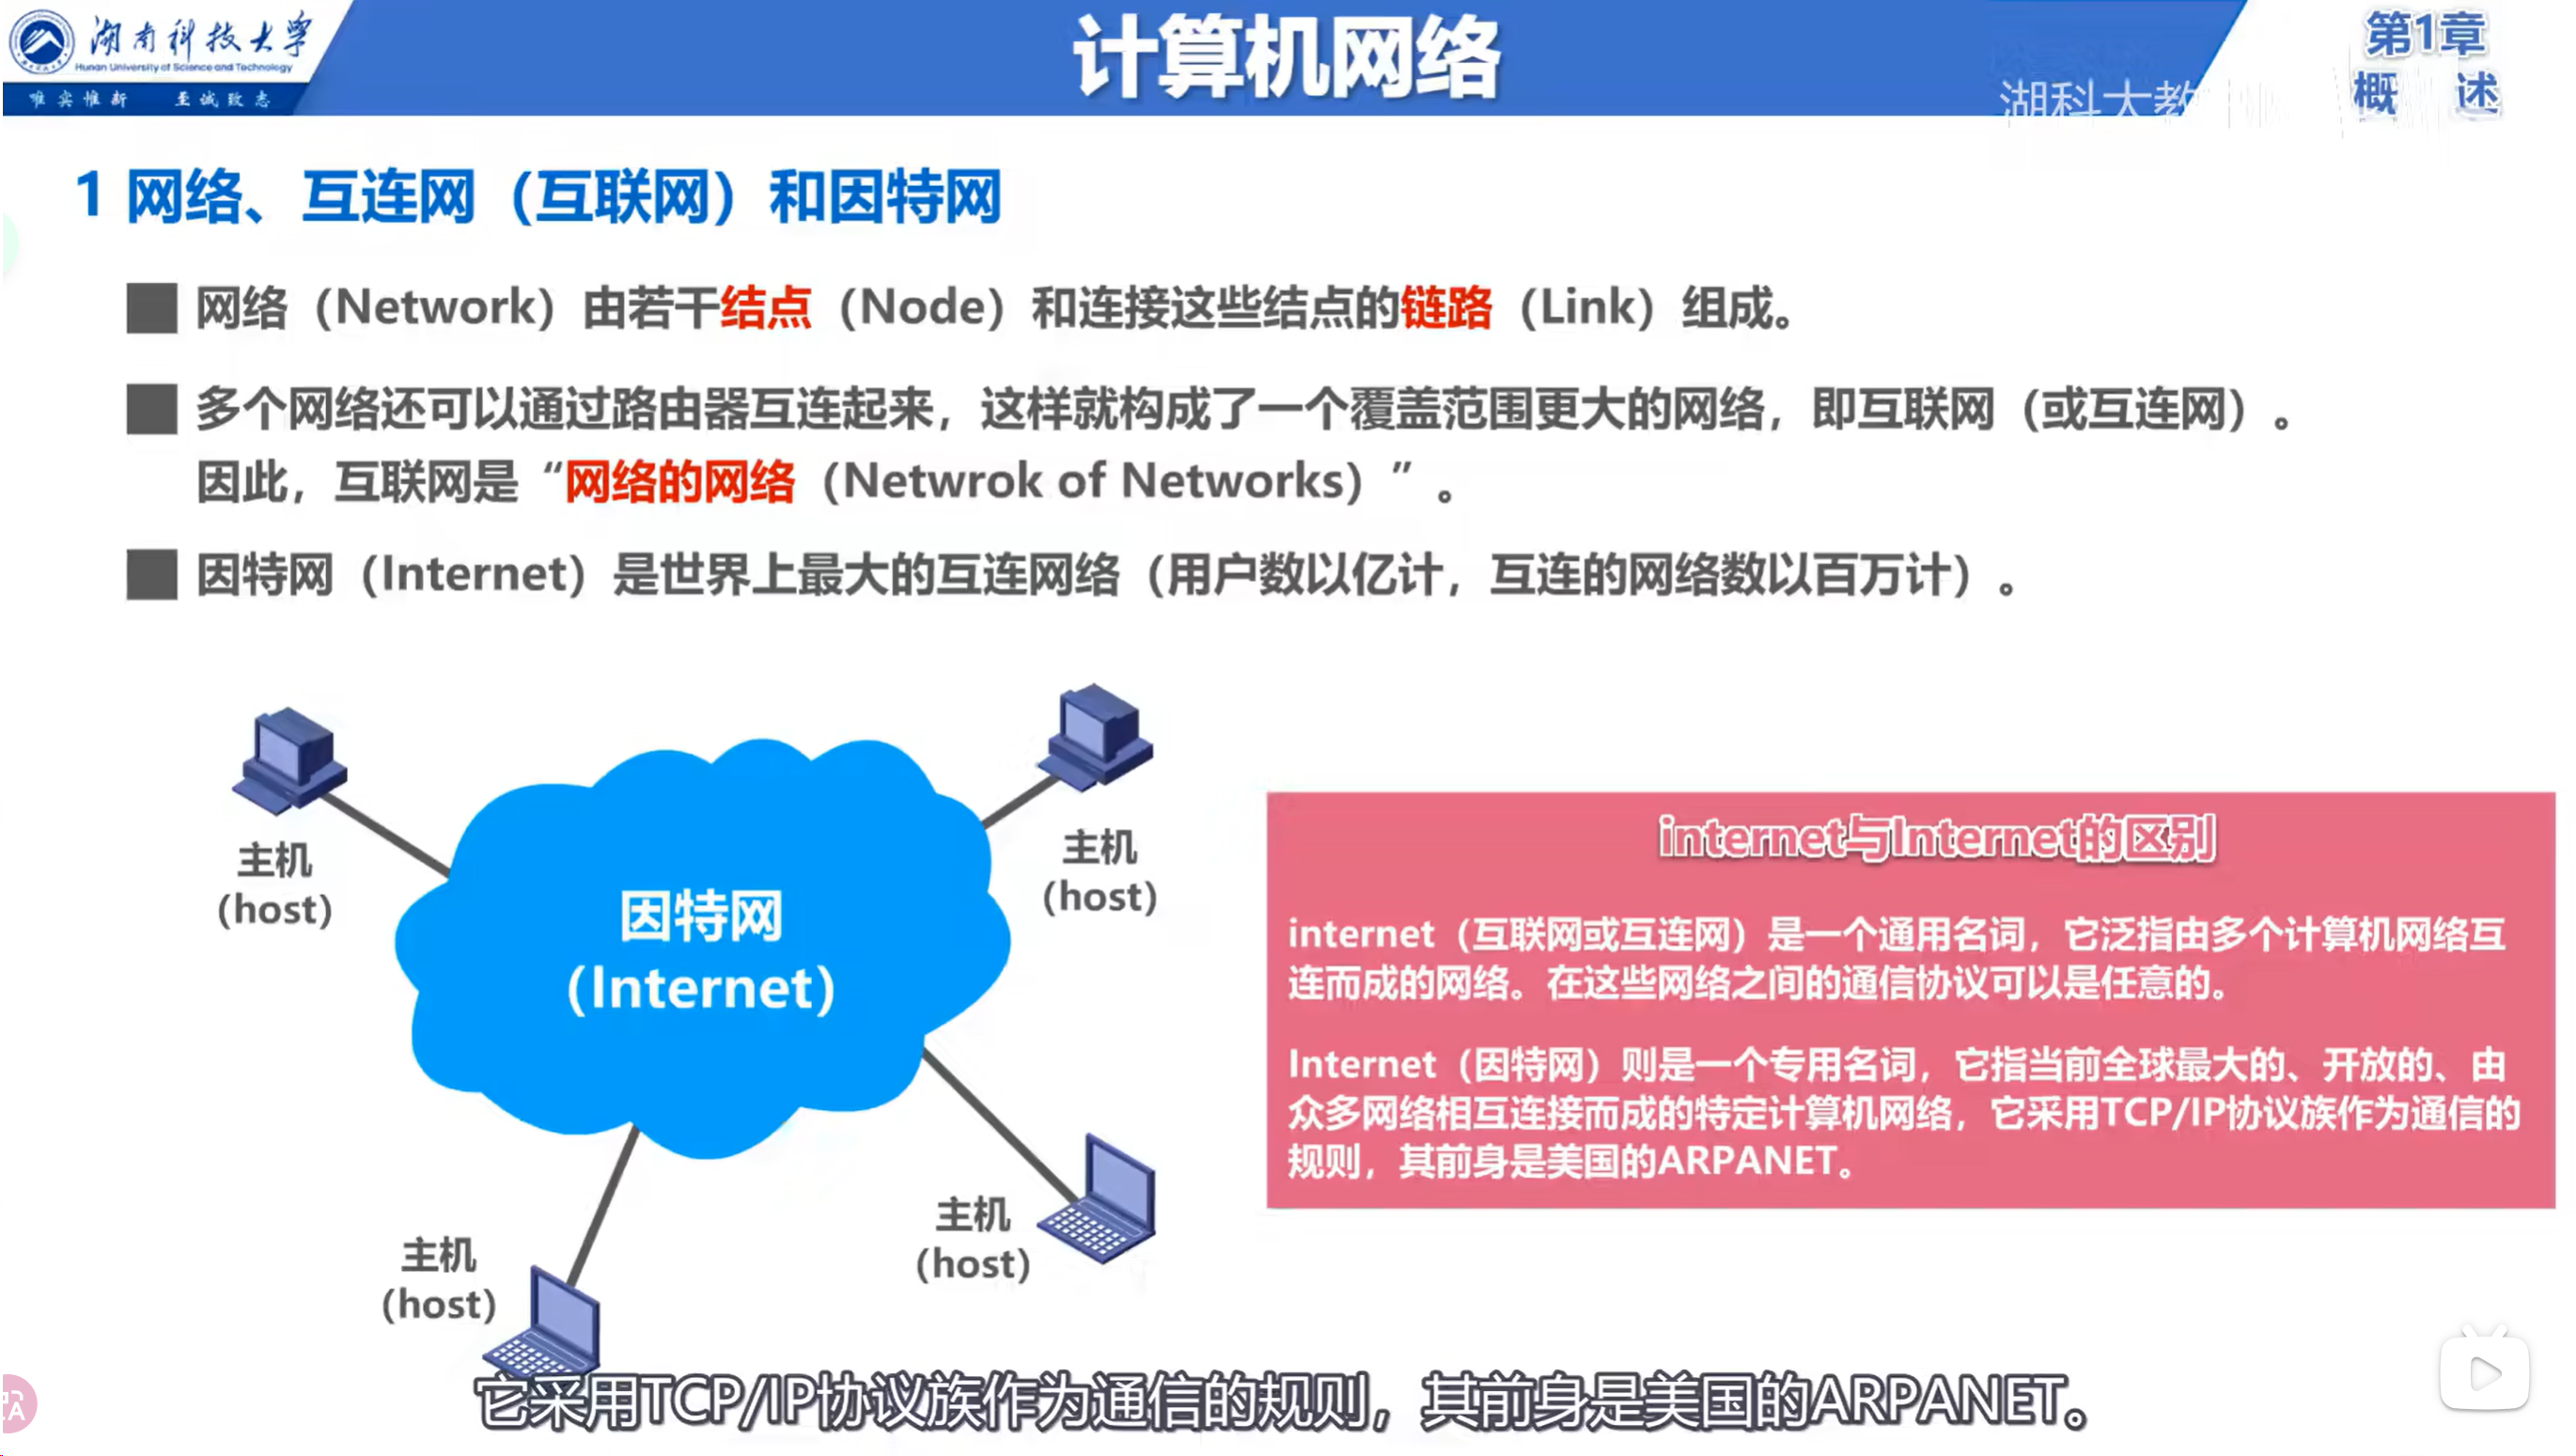 湖南科技大学
Hunan University of Science and Technology
唯实惟新 至诚致志
计算机网络
第1章
概 述
湖科大教
1 网络、互连网（互联网）和因特网
网络（Network）由若干结点（Node）和连接这些结点的链路（Link）组成。
多个网络还可以通过路由器互连起来，这样就构成了一个覆盖范围更大的网络，即互联网（或互连网）。
因此，互联网是“网络的网络（Netwrok of Networks）”。
因特网（Internet）是世界上最大的互连网络（用户数以亿计，互连的网络数以百万计）。
主机
(host)
主机
(host)
因特网
(Internet)
主机
(host)
主机
(host)
internet与Internet的区别
internet（互联网或互连网）是一个通用名词，它泛指由多个计算机网络互
连而成的网络。在这些网络之间的通信协议可以是任意的。
Internet（因特网）则是一个专用名词，它指当前全球最大的、开放的、由
众多网络相互连接而成的特定计算机网络，它采用TCP/IP协议族作为通信的
规则，其前身是美国的ARPANET。
它采用TCP/IP协议族作为通信的规则，其前身是美国的ARPANET。